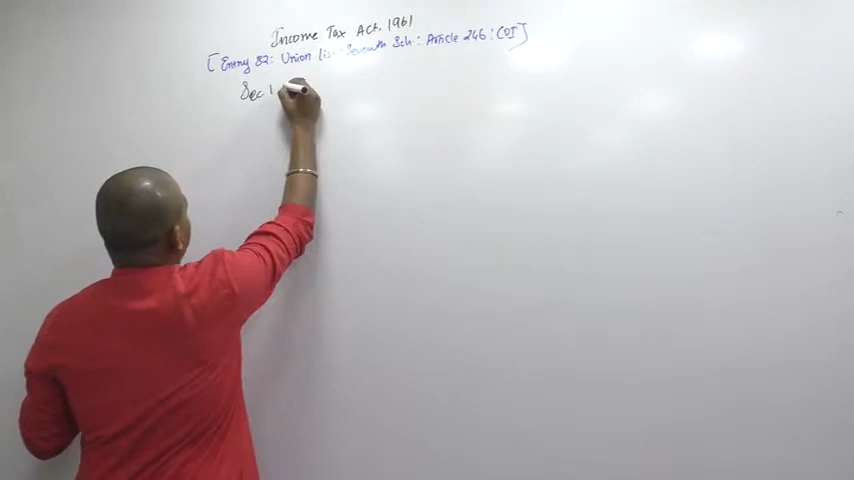 Income Tax Act, 1961
[Entry 82: Union List Seventh Sch: Article 246: COI]
Sec. 1